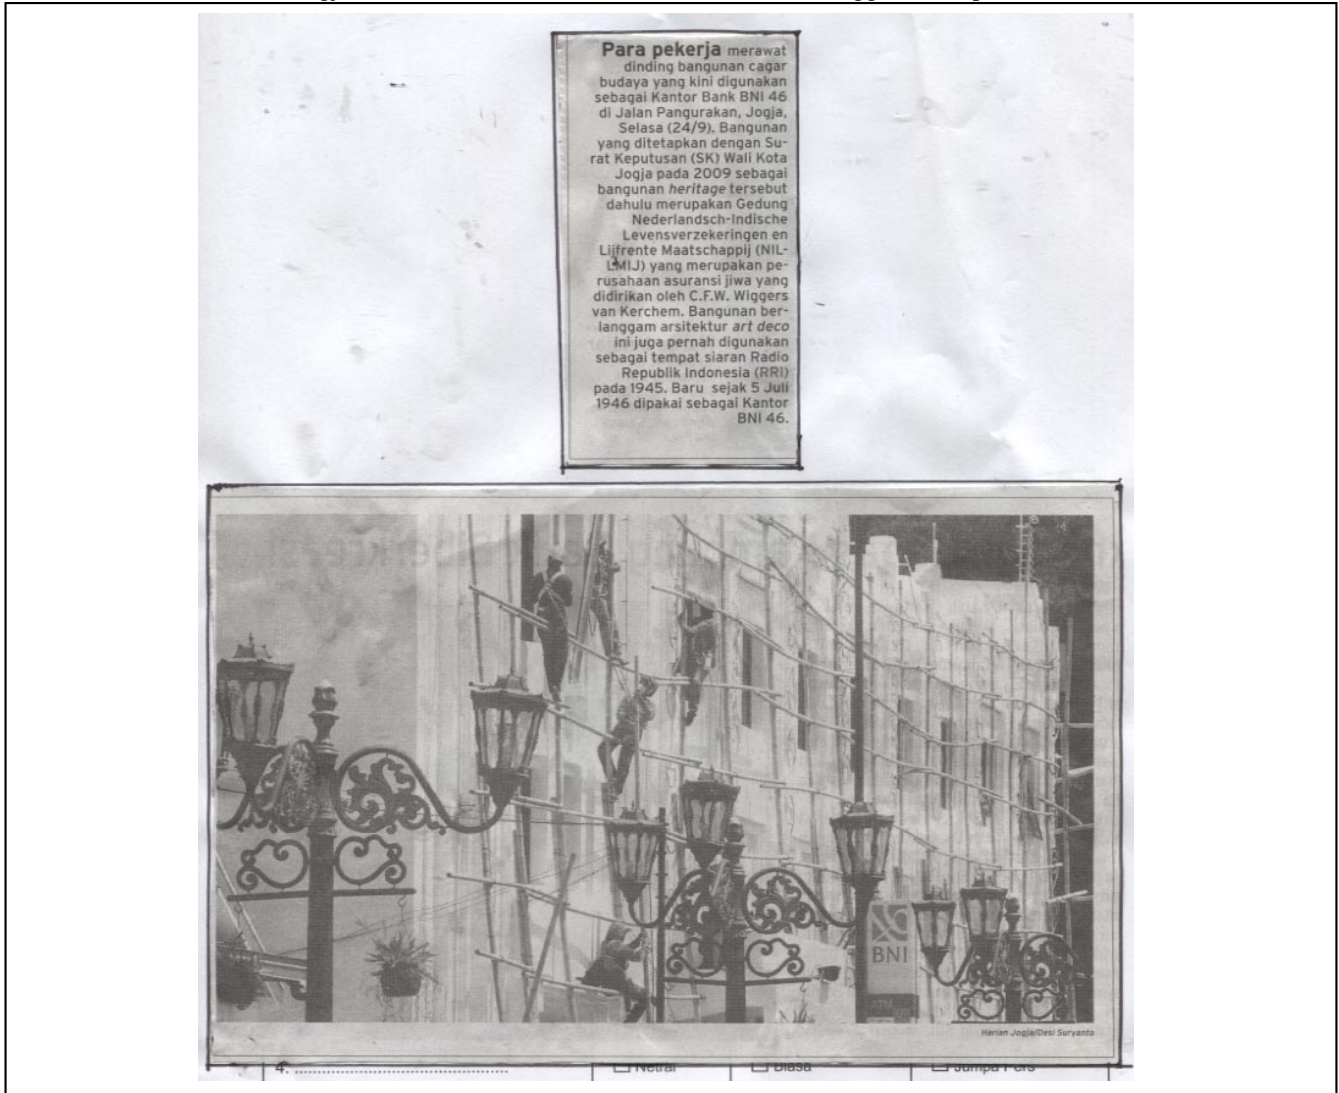 Para pekerja merawat
dinding bangunan cagar
budaya yang kini digunakan
sebagai Kantor Bank BNI 46
di Jalan Pangurakan, Jogja,
Selasa (24/9). Bangunan
yang ditetapkan dengan Su-
rat Keputusan (SK) Wali Kota
Jogja pada 2009 sebagai
bangunan heritage tersebut
dahulu merupakan Gedung
Nederlandsch-Indische
Levensverzekeringen en
Lijfrente Maatschappij (NIL-
LMIJ) yang merupakan pe-
rusahaan asuransi jiwa yang
didirikan oleh C.F.W. Wiggers
van Kerchem. Bangunan ber-
langgam arsitektur art deco
ini juga pernah digunakan
sebagai tempat siaran Radio
Republik Indonesia (RRI)
pada 1945. Baru sejak 5 Juli
1946 dipakai sebagai Kantor
BNI 46.
BNI
ATM
Harian Jogja/Desi Suryanto
4. ............................................
Netral
Biasa
Jumpa Pers